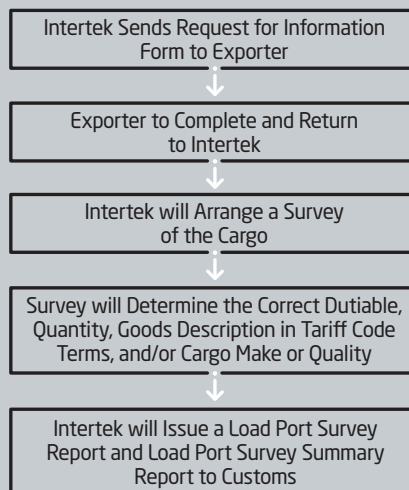 Intertek Sends Request for Information
Form to Exporter
Exporter to Complete and Return
to Intertek
Intertek will Arrange a Survey
of the Cargo
Survey will Determine the Correct Dutiable,
Quantity, Goods Description in Tariff Code
Terms, and/or Cargo Make or Quality
Intertek will Issue a Load Port Survey
Report and Load Port Survey Summary
Report to Customs